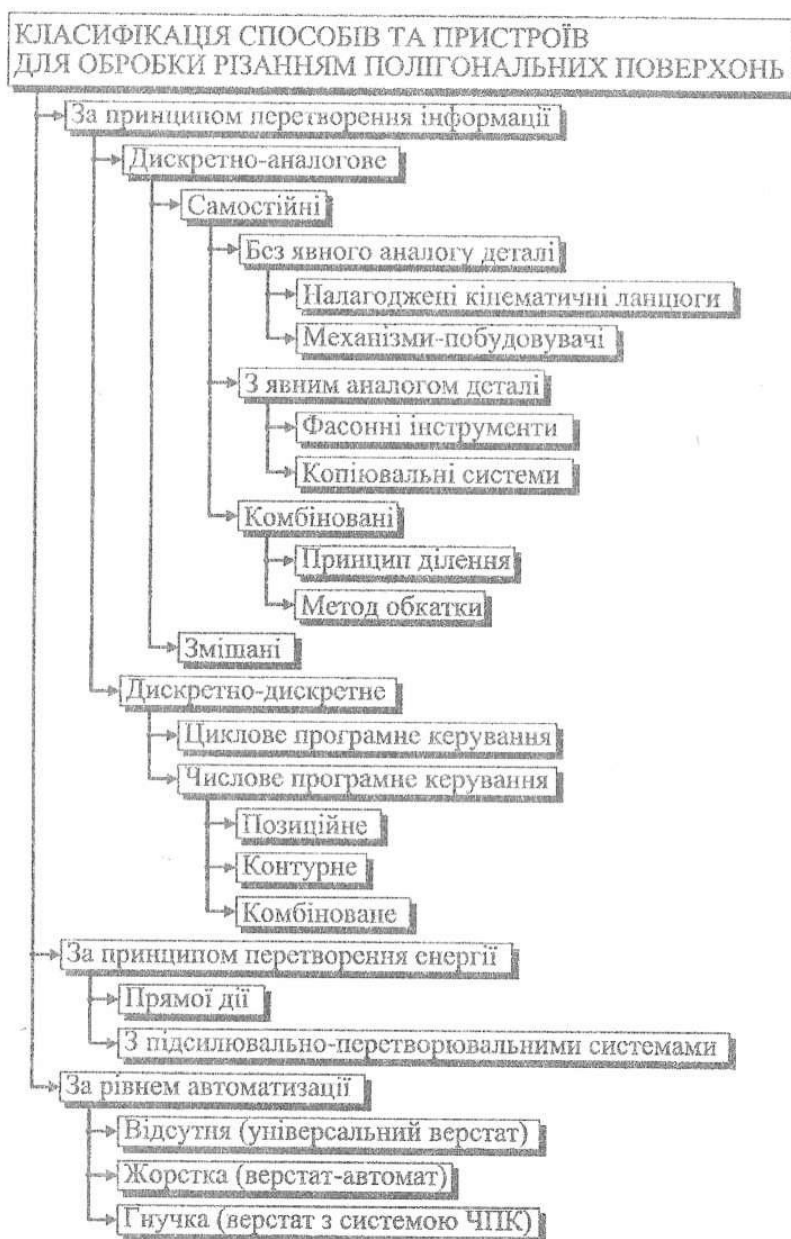 КЛАСИФІКАЦІЯ СПОСОБІВ ТА ПРИСТРОЇВ
ДЛЯ ОБРОБКИ РІЗАННЯМ ПОЛІГОНАЛЬНИХ ПОВЕРХОНЬ
За принципом перетворення інформації
Дискретно-аналогове
Самостійні
Без явного аналогу деталі
Налагоджені кінематичні ланцюги
Механізми-побудовувачі
З явним аналогом деталі
Фасонні інструменти
Копіювальні системи
Комбіновані
Принцип ділення
Метод обкатки
Змішані
Дискретно-дискретне
Циклове програмне керування
Числове програмне керування
Позиційне
Контурне
Комбіноване
За принципом перетворення енергії
Прямої дії
З підсилювально-перетворювальними системами
За рівнем автоматизації
Відсутня (універсальний верстат)
Жорстка (верстат-автомат)
Гнучка (верстат з системою ЧПК)